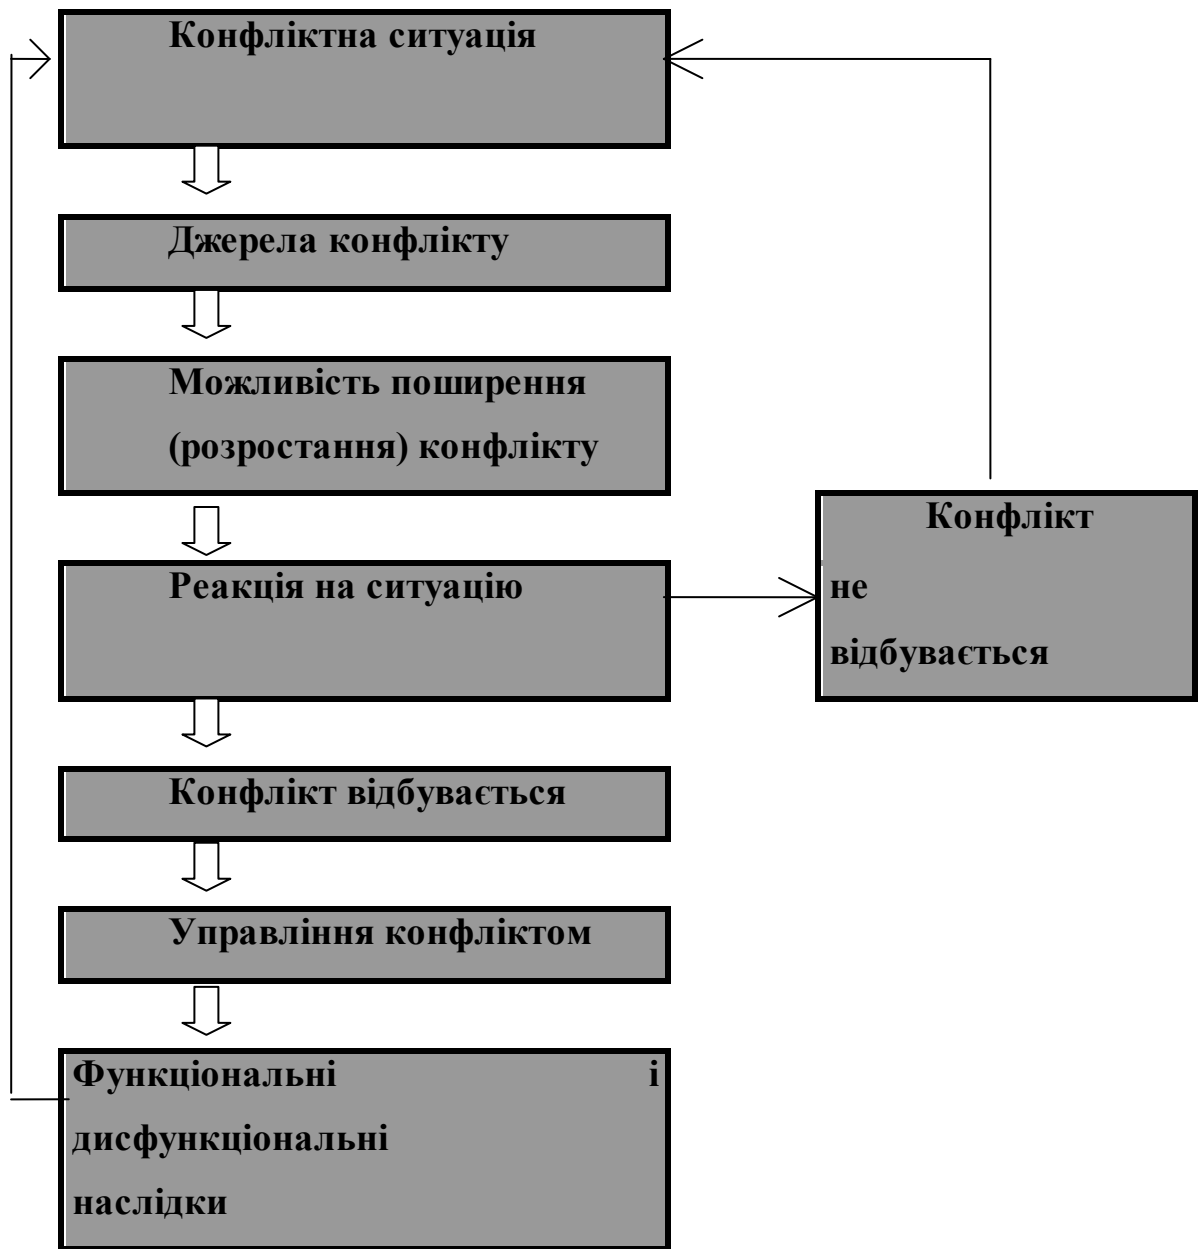 Конфліктна ситуація
Джерела конфлікту
Можливість поширення
(розростання) конфлікту
Реакція на ситуацію
Конфлікт
не
відбувається
Конфлікт відбувається
Управління конфліктом
Функціональні і
дисфункціональні
наслідки